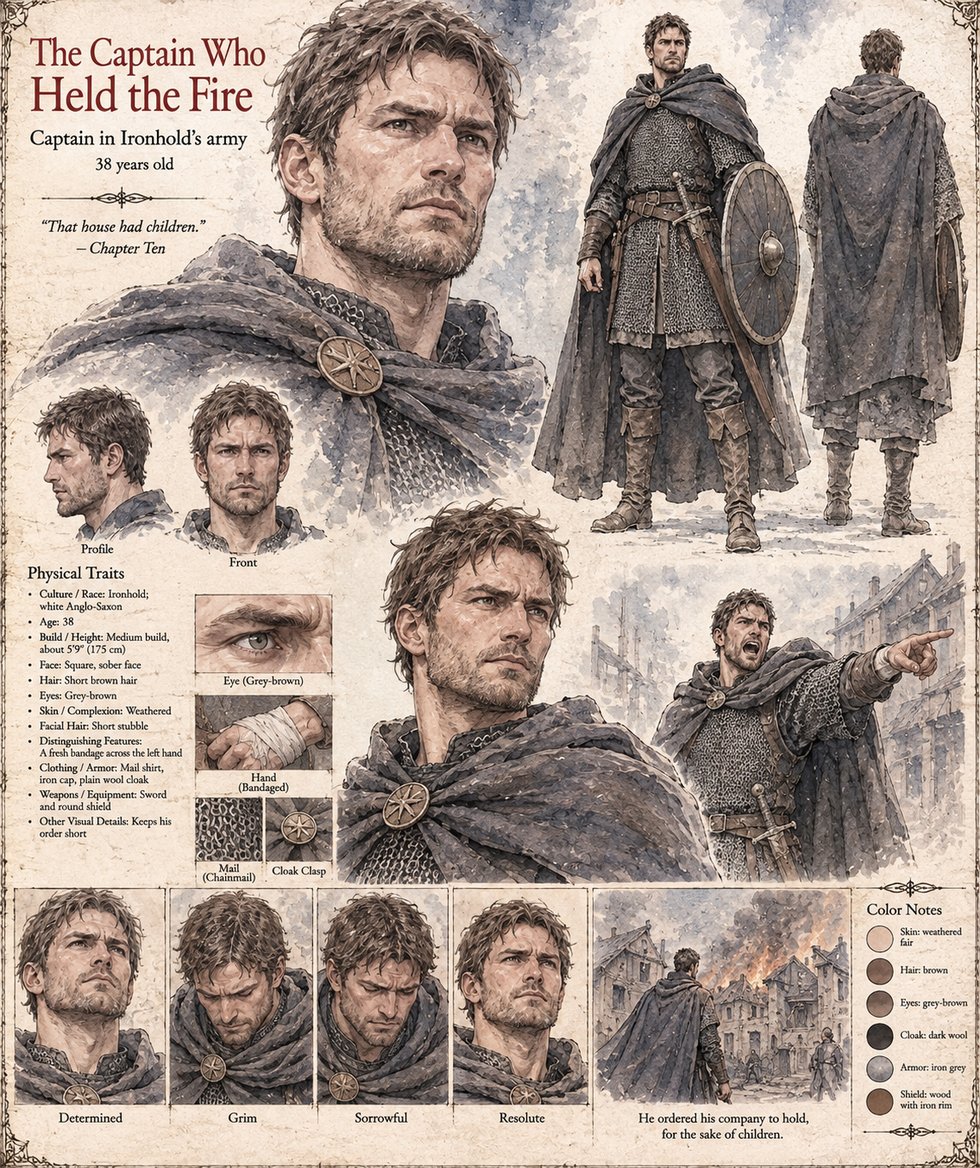 The Captain Who
Held the Fire
Captain in Ironhold's army
38 years old
“That house had children.”
– Chapter Ten
Profile
Front
Physical Traits
• Culture / Race: Ironhold;
white Anglo-Saxon
• Age: 38
• Build / Height: Medium build,
about 5'9" (175 cm)
• Face: Square, sober face
• Hair: Short brown hair
• Eyes: Grey-brown
• Skin / Complexion: Weathered
• Facial Hair: Short stubble
• Distinguishing Features:
A fresh bandage across the left hand
• Clothing / Armor: Mail shirt,
iron cap, plain wool cloak
• Weapons / Equipment: Sword
and round shield
• Other Visual Details: Keeps his
order short
Eye (Grey-brown)
Hand
(Bandaged)
Mail
(Chainmail)
Cloak Clasp
Determined
Grim
Sorrowful
Resolute
He ordered his company to hold,
for the sake of children.
Color Notes
Skin: weathered
fair
Hair: brown
Eyes: grey-brown
Cloak: dark wool
Armor: iron grey
Shield: wood
with iron rim